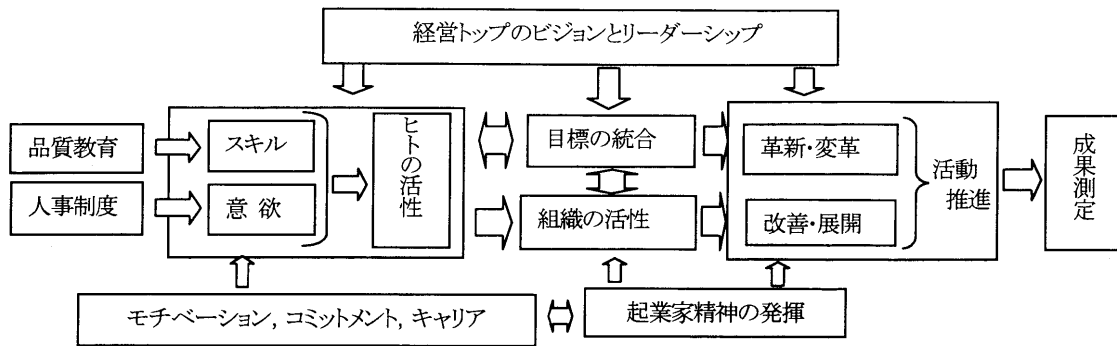 経営トップのビジョンとリーダーシップ
品質教育
スキル
ヒトの活性
目標の統合
革新・変革
活動
推進
成果測定
人事制度
意 欲
組織の活性
改善・展開
モチベーション, コミットメント, キャリア
起業家精神の発揮